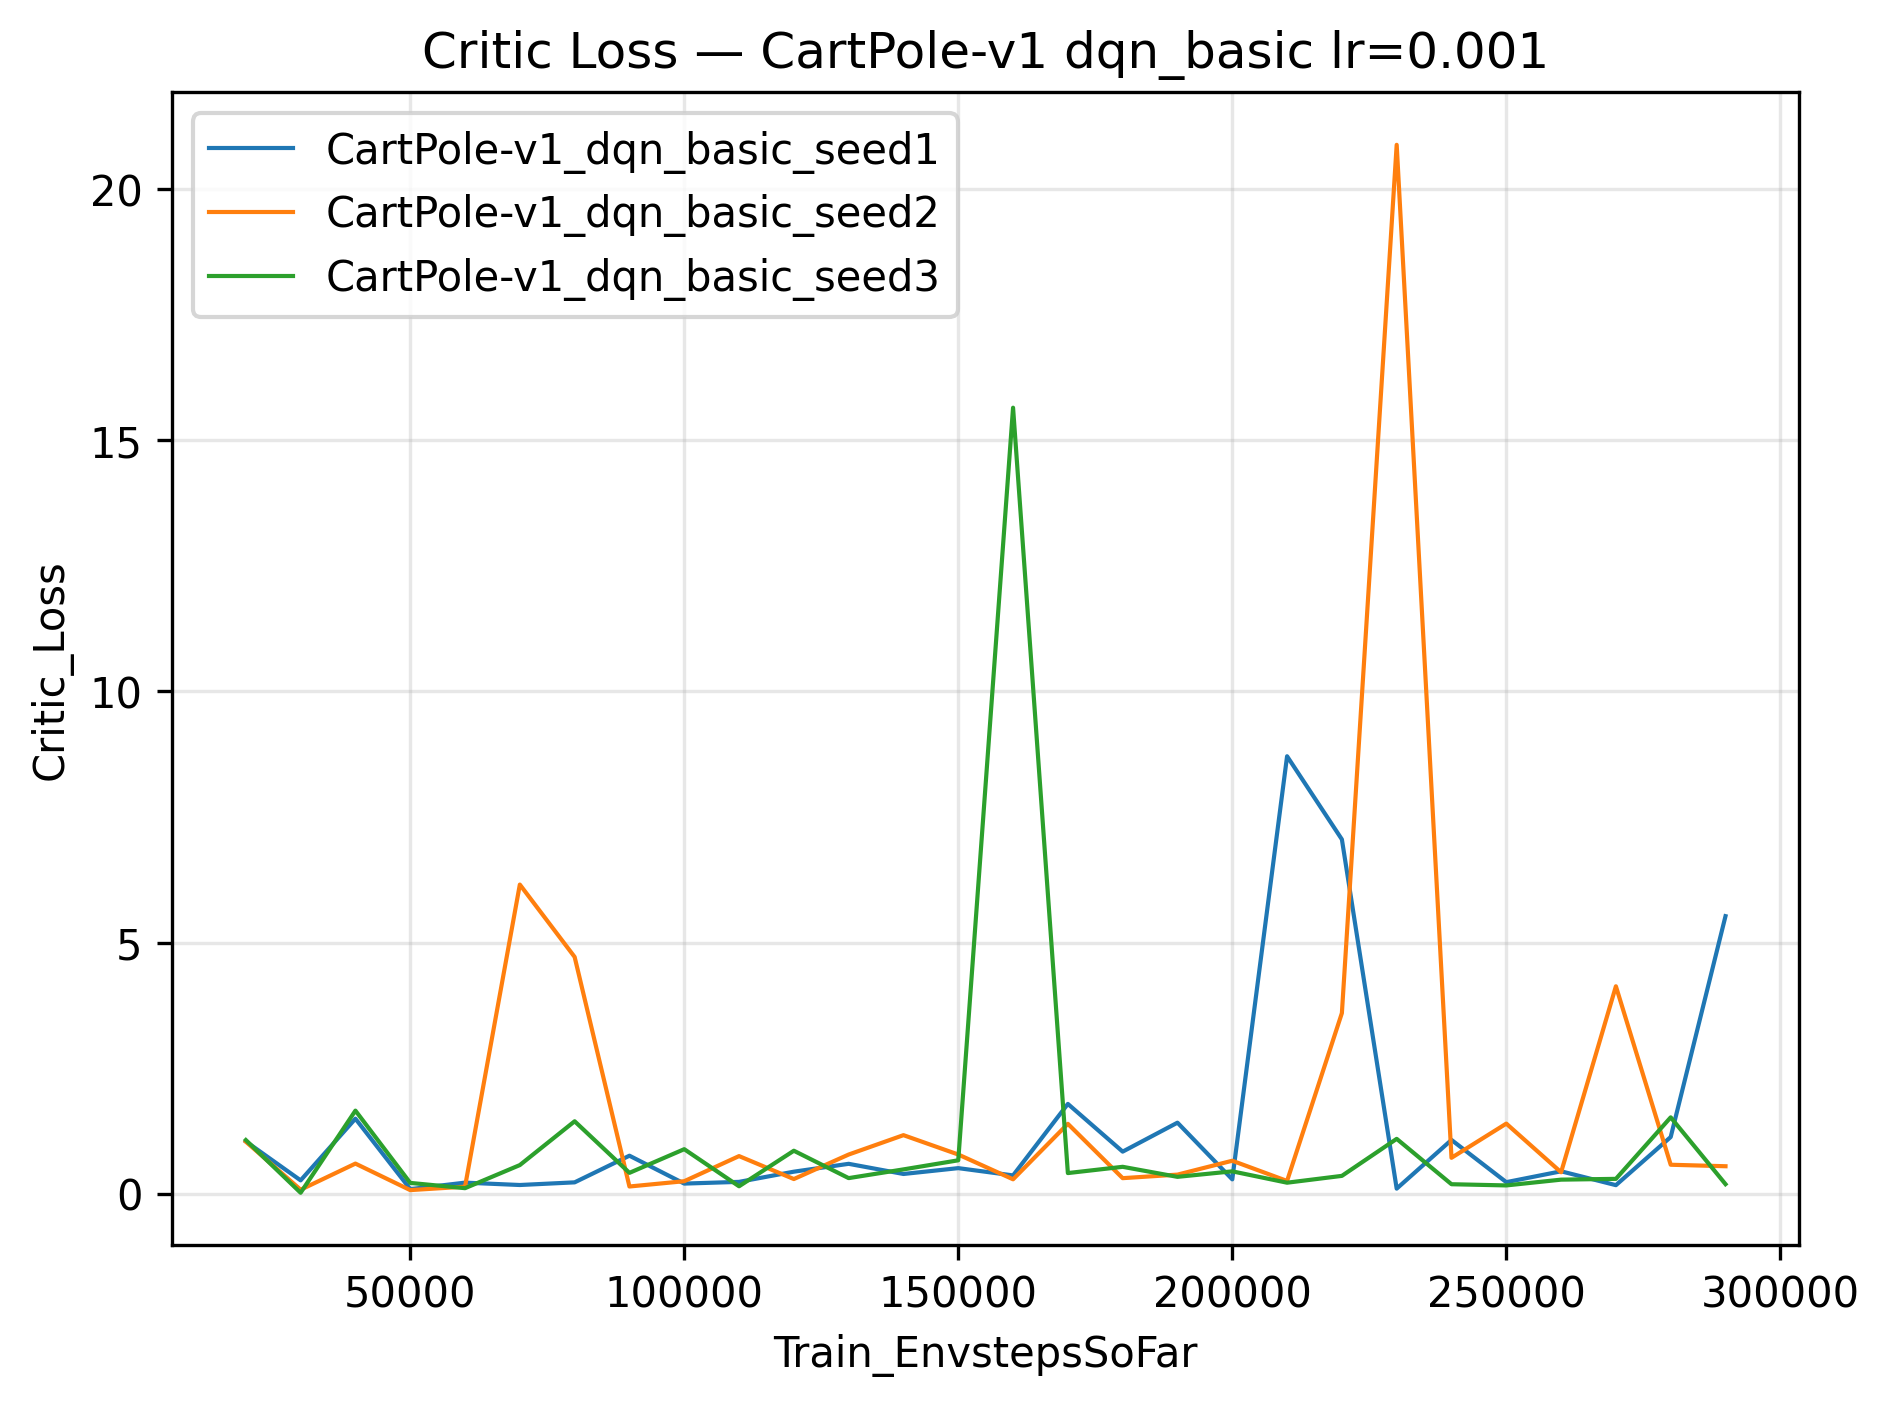 Critic Loss — CartPole-v1 dqn_basic lr=0.001
CartPole-v1_dqn_basic_seed1
CartPole-v1_dqn_basic_seed2
CartPole-v1_dqn_basic_seed3
Critic_Loss
20
15
10
5
0
50000 100000 150000 200000 250000 300000
Train_EnvstepsSoFar